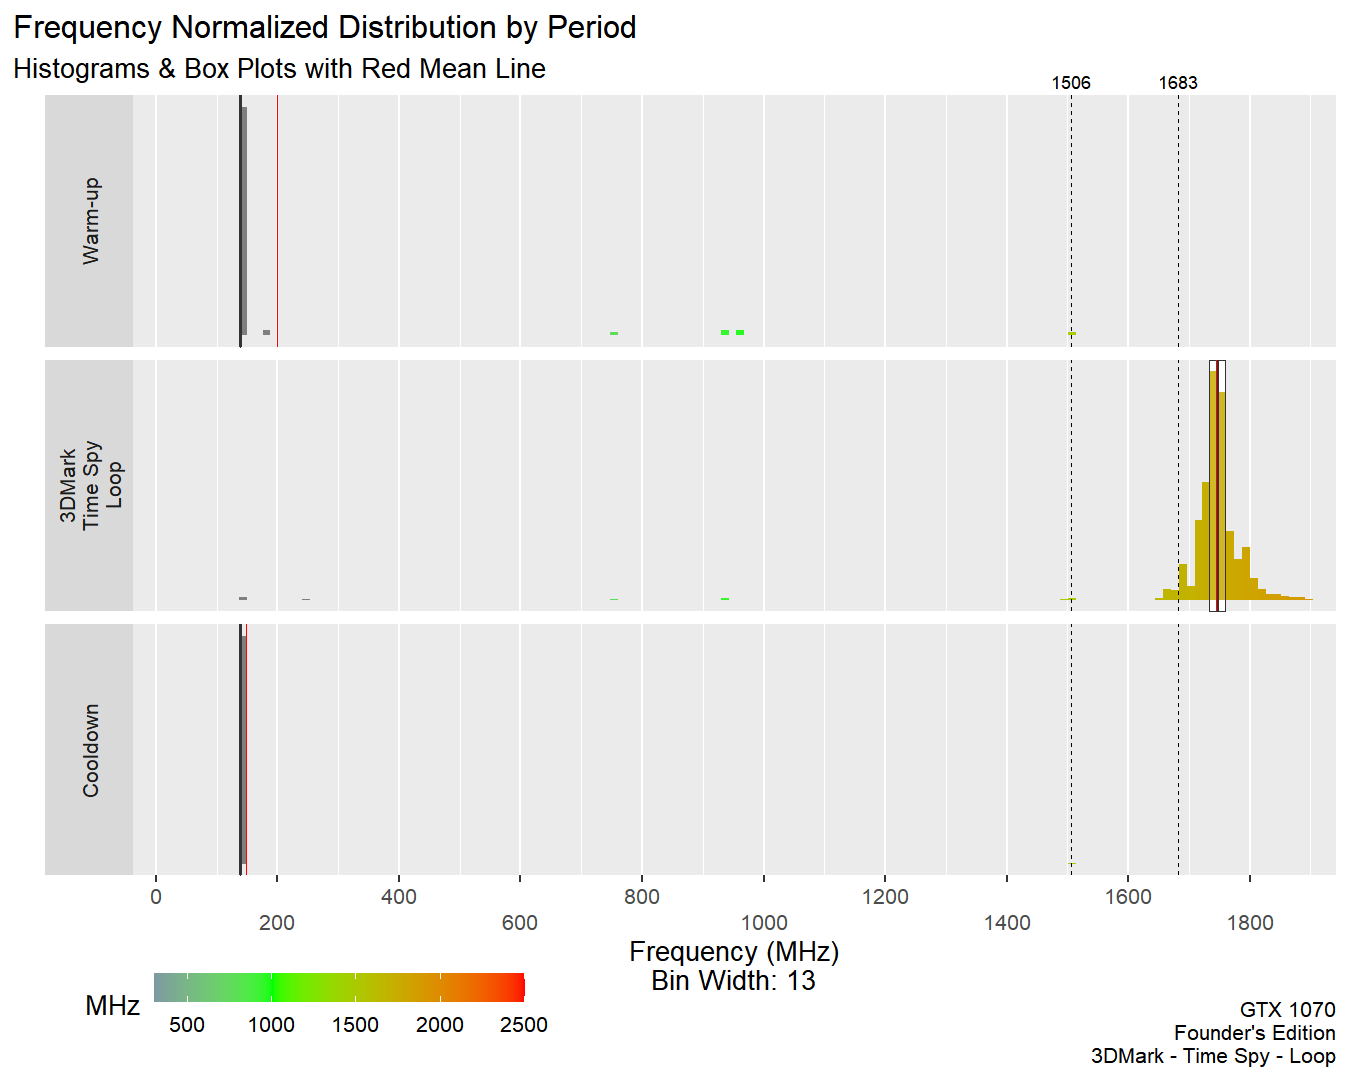 Frequency Normalized Distribution by Period
Histograms & Box Plots with Red Mean Line
1506 1683
Warm-up
3DMark
Time Spy
Loop
Cooldown
0 400 800 1200 1600
200 600 1000 1400 1800
Frequency (MHz)
Bin Width: 13
MHz
500 1000 1500 2000 2500
GTX 1070
Founder's Edition
3DMark - Time Spy - Loop